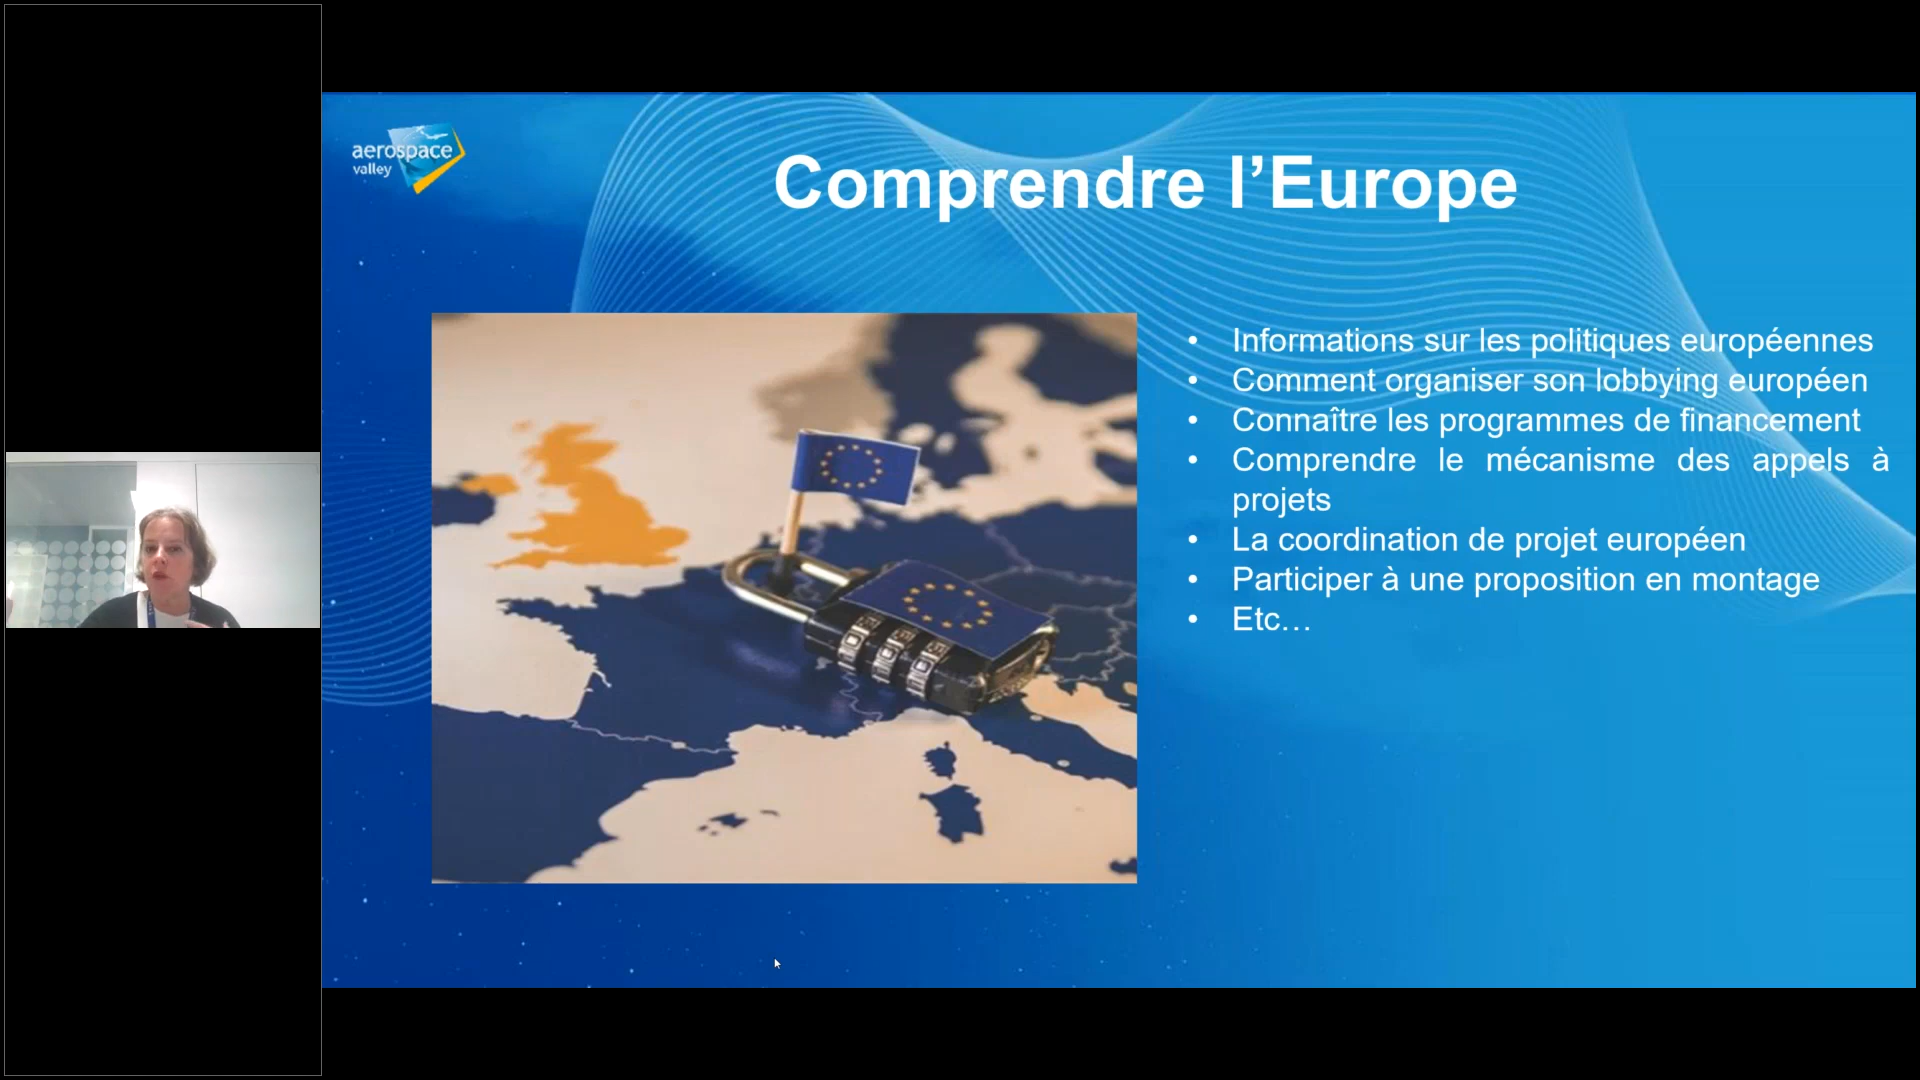 aerospace
valley
Comprendre l’Europe
• Informations sur les politiques européennes
• Comment organiser son lobbying européen
• Connaître les programmes de financement
• Comprendre le mécanisme des appels à
projets
• La coordination de projet européen
• Participer à une proposition en montage
• Etc…